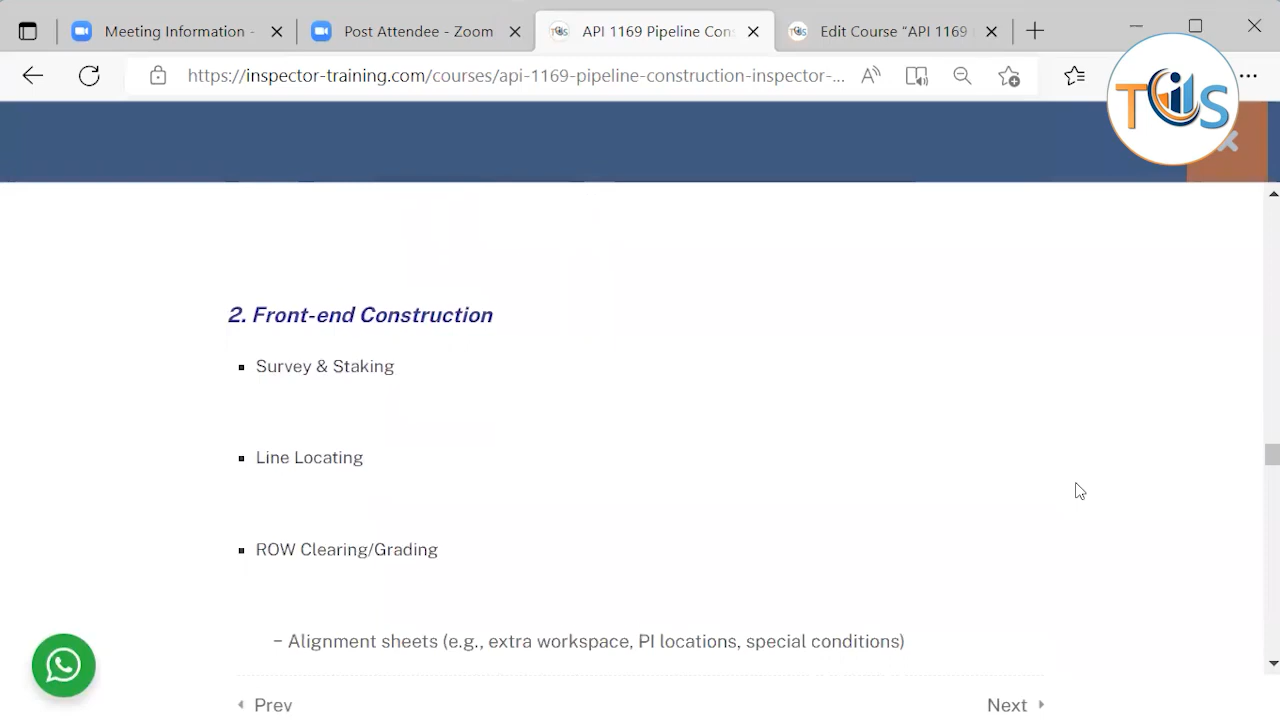 Meeting Information -
Post Attendee - Zoom
API 1169 Pipeline Cons
Edit Course "API 1169
https://inspector-training.com/courses/api-1169-pipeline-construction-inspector-...
TIS
2. Front-end Construction
Survey & Staking
Line Locating
ROW Clearing/Grading
– Alignment sheets (e.g., extra workspace, PI locations, special conditions)
Prev
Next